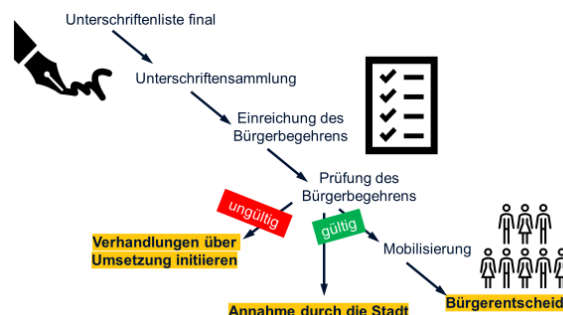 Unterschriftenliste final
Unterschriftensammlung
Einreichung des
Bürgerbegehrens
Prüfung des
Bürgerbegehrens
ungültig
gültig
Verhandlungen über
Umsetzung initiieren
Mobilisierung
Annahme durch die Stadt
Bürgerentscheid